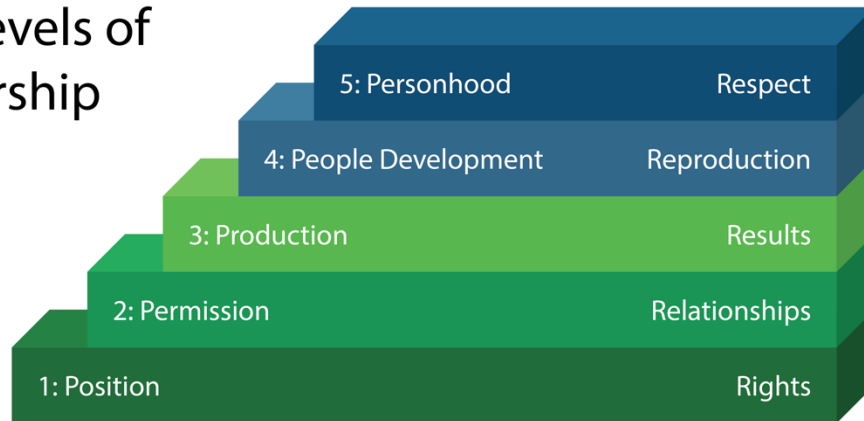 evels of
rship
5: Personhood Respect
4: People Development Reproduction
3: Production Results
2: Permission Relationships
1: Position Rights